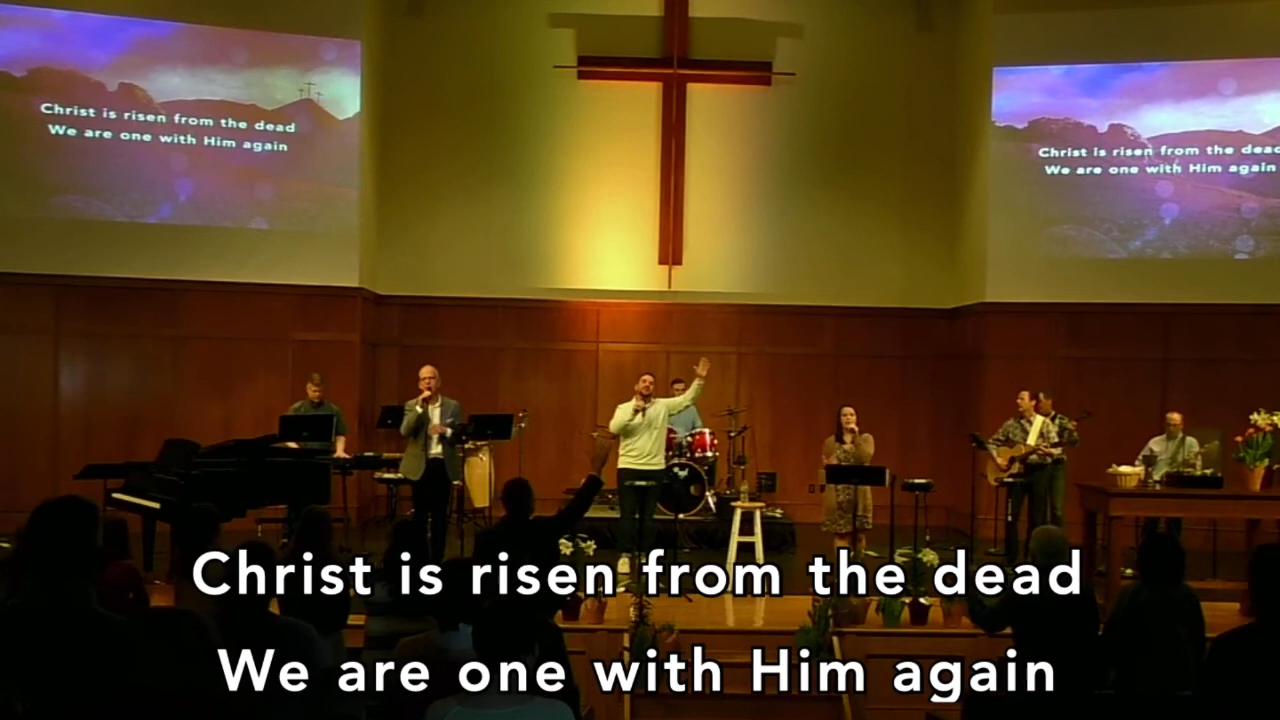 Christ is risen from the dead
We are one with Him again
Christ is risen from the dead
We are one with Him again
Christ is risen from the dead
We are one with Him again